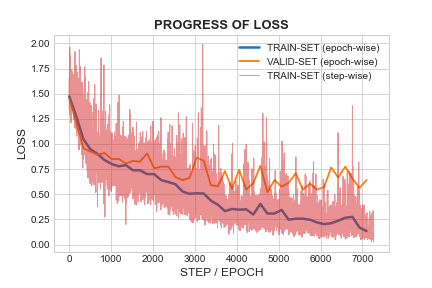 PROGRESS OF LOSS
TRAIN-SET (epoch-wise)
VALID-SET (epoch-wise)
TRAIN-SET (step-wise)
LOSS
2.00
1.75
1.50
1.25
1.00
0.75
0.50
0.25
0.00
0 1000 2000 3000 4000 5000 6000 7000
STEP / EPOCH